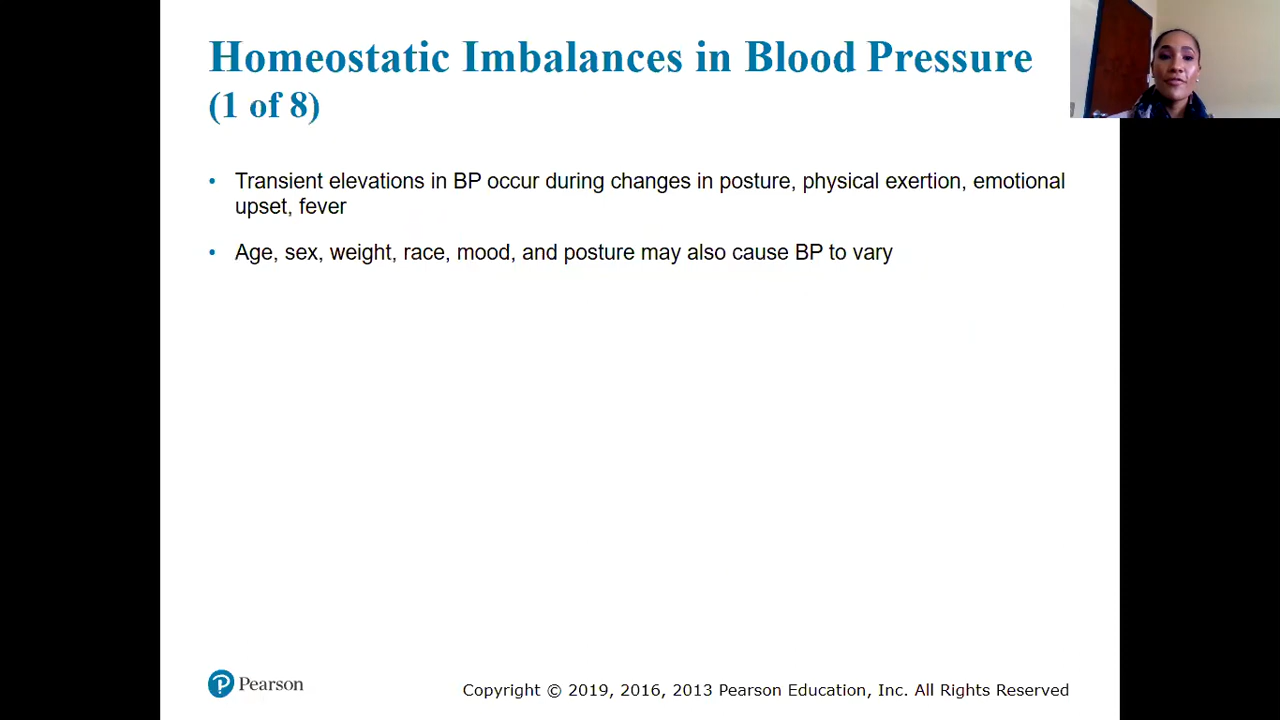 Homeostatic Imbalances in Blood Pressure
(1 of 8)
• Transient elevations in BP occur during changes in posture, physical exertion, emotional
upset, fever
• Age, sex, weight, race, mood, and posture may also cause BP to vary
P Pearson
Copyright © 2019, 2016, 2013 Pearson Education, Inc. All Rights Reserved